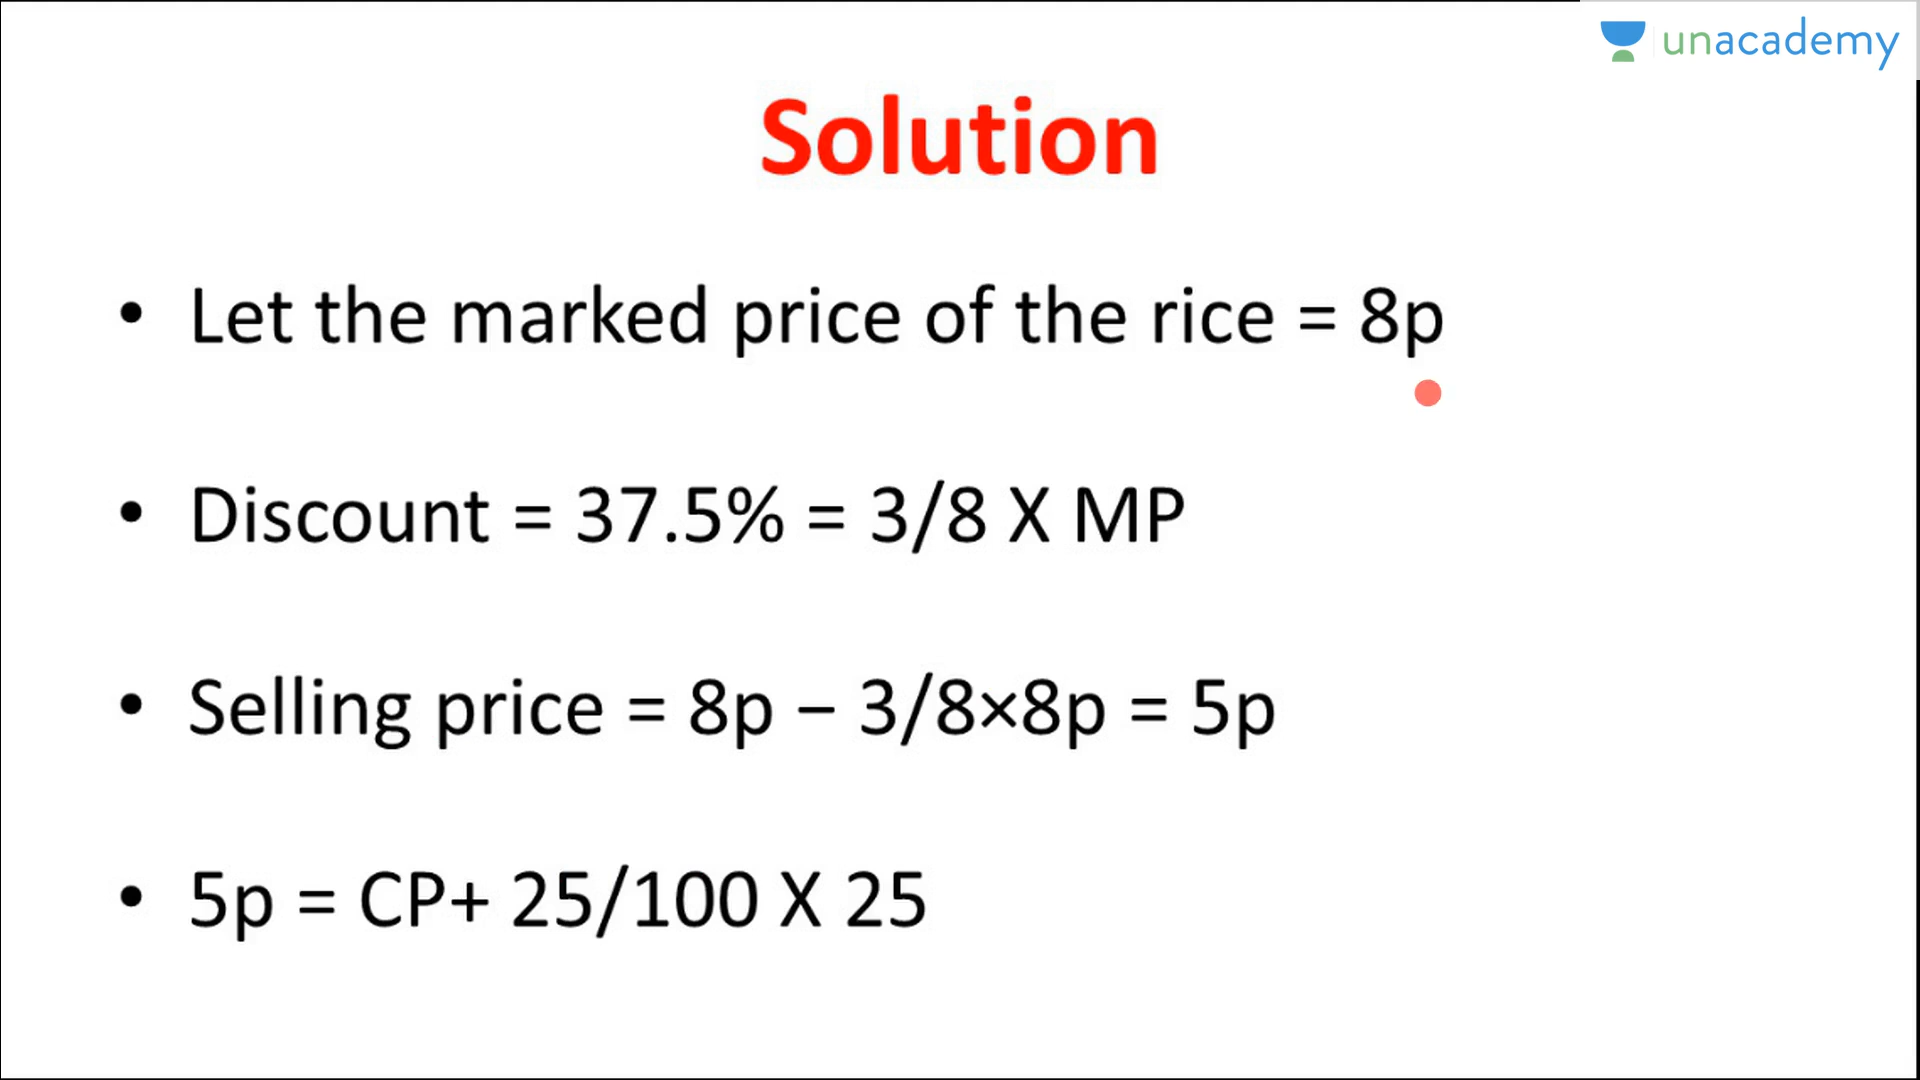 unacademy
Solution
• Let the marked price of the rice = 8p
• Discount = 37.5% = 3/8 X MP
• Selling price = 8p − 3/8×8p = 5p
• 5p = CP+ 25/100 X 25